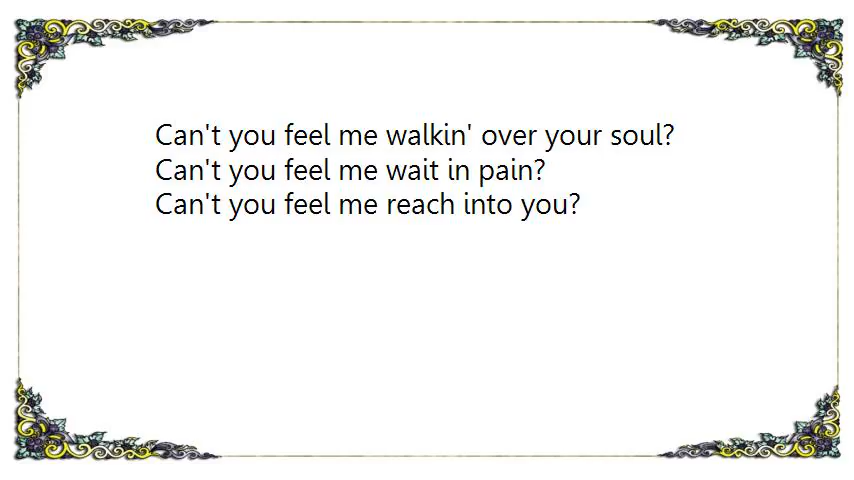 Can't you feel me walkin' over your soul?
Can't you feel me wait in pain?
Can't you feel me reach into you?